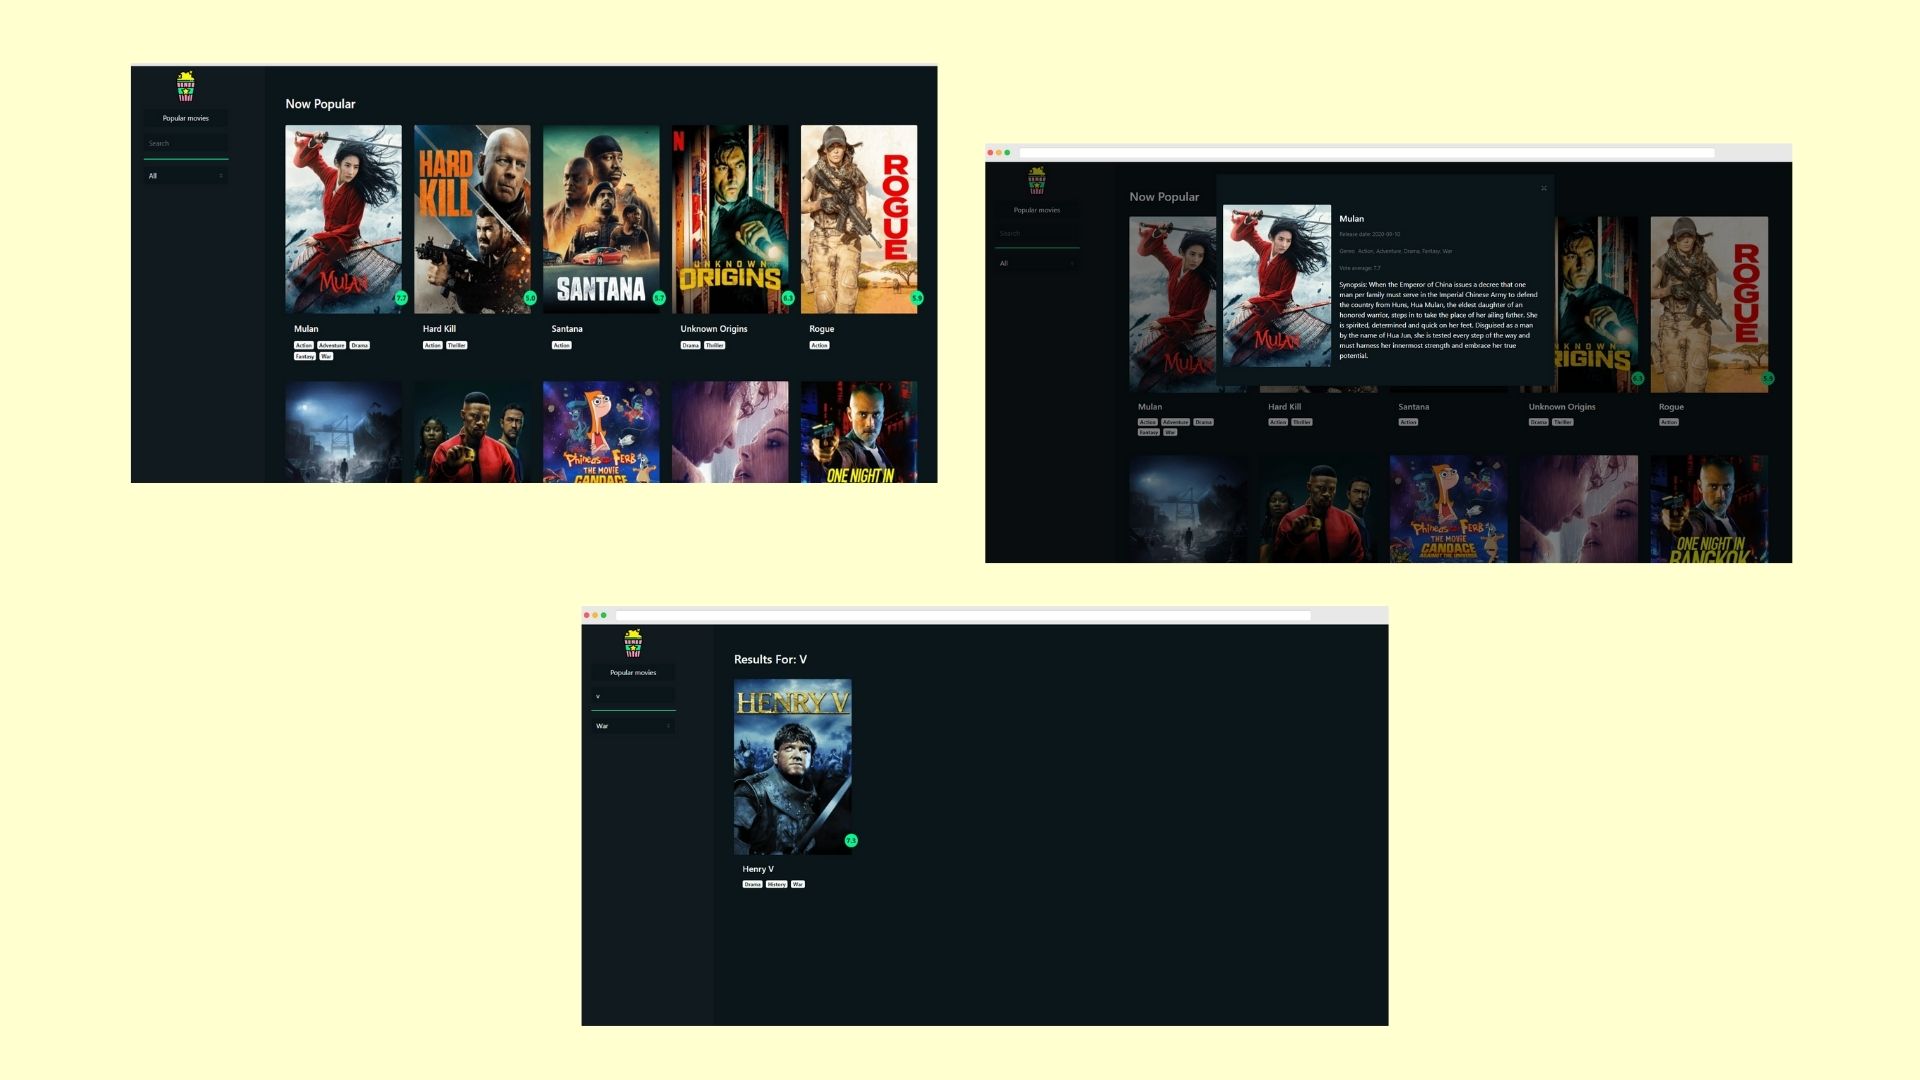 Popular movies
Search
All
Now Popular
MULAN
7.7
Mulan
Action Adventure Drama
Fantasy War
HARD
KILL
5.0
Hard Kill
Action Thriller
SANTANA
5.7
Santana
Action
N
UNKNOWN
ORIGINS
6.3
Unknown Origins
Drama Thriller
ROGUE
5.9
Rogue
Action
Phineas and Ferb
THE MOVIE
CANDACE
ONE NIGHT IN
Popular movies
Search
All
Now Popular
MULAN
Mulan
Action Adventure Drama
Fantasy War
MULAN
Mulan
Release date: 2020-09-10
Genre: Action, Adventure, Drama, Fantasy, War
Vote average: 7.7
Synopsis: When the Emperor of China issues a decree that one
man per family must serve in the Imperial Chinese Army to defend
the country from Huns, Hua Mulan, the eldest daughter of an
honored warrior, steps in to take the place of her ailing father. She
is spirited, determined and quick on her feet. Disguised as a man
by the name of Hua Jun, she is tested every step of the way and
must harness her innermost strength and embrace her true
potential.
Hard Kill
Action Thriller
Santana
Action
KNOWN
RIGINS
6.3
Unknown Origins
Drama Thriller
ROGUE
5.9
Rogue
Action
Phineas and Ferb
THE MOVIE
CANDACE
AGAINST THE UNIVERSE
ONE NIGHT IN
BANGKOK
Popular movies
v
War
Results For: V
HENRY V
7.5
Henry V
Drama History War